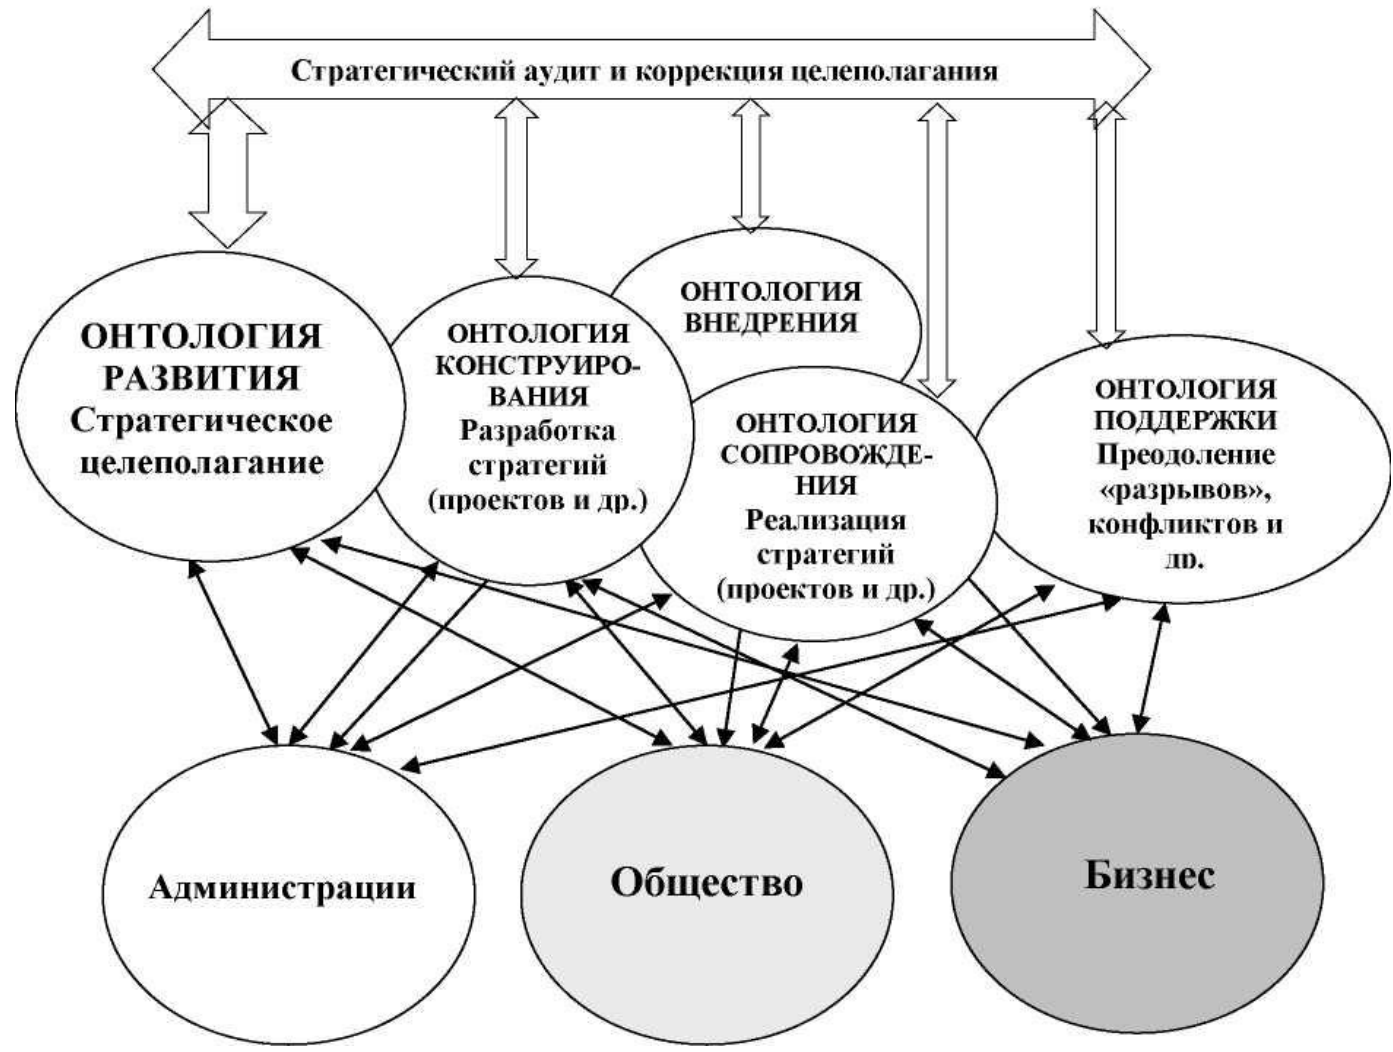 Стратегический аудит и коррекция целеполагания
ОНТОЛОГИЯ
РАЗВИТИЯ
Стратегическое
целеполагание
ОНТОЛОГИЯ
КОНСТРУИРО-
ВАНИЯ
Разработка
стратегий
(проектов и др.)
ОНТОЛОГИЯ
ВНЕДРЕНИЯ
ОНТОЛОГИЯ
СОПРОВОЖДЕ-
НИЯ
Реализация
стратегий
(проектов и др.)
ОНТОЛОГИЯ
ПОДДЕРЖКИ
Преодоление
«разрывов»,
конфликтов и
др.
Администрации
Общество
Бизнес